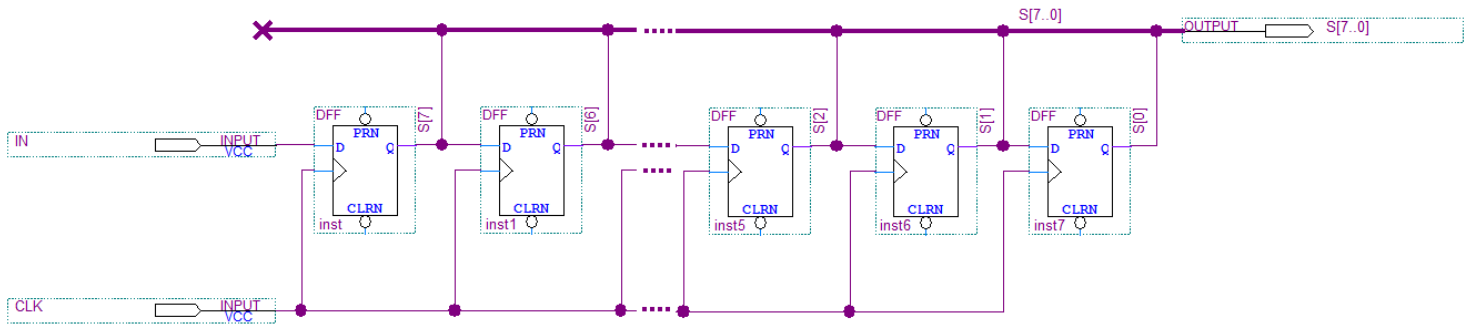 S[7..0]
OUTPUT
S[7..0]
DFF
S[7]
DFF
S[6]
DFF
S[2]
DFF
S[1]
DFF
S[0]
PRN
PRN
PRN
PRN
PRN
IN
INPUT
VCC
D
Q
D
Q
D
Q
D
Q
D
Q
CLRN
CLRN
CLRN
CLRN
CLRN
inst
inst1
inst5
inst6
inst7
CLK
INPUT
VCC